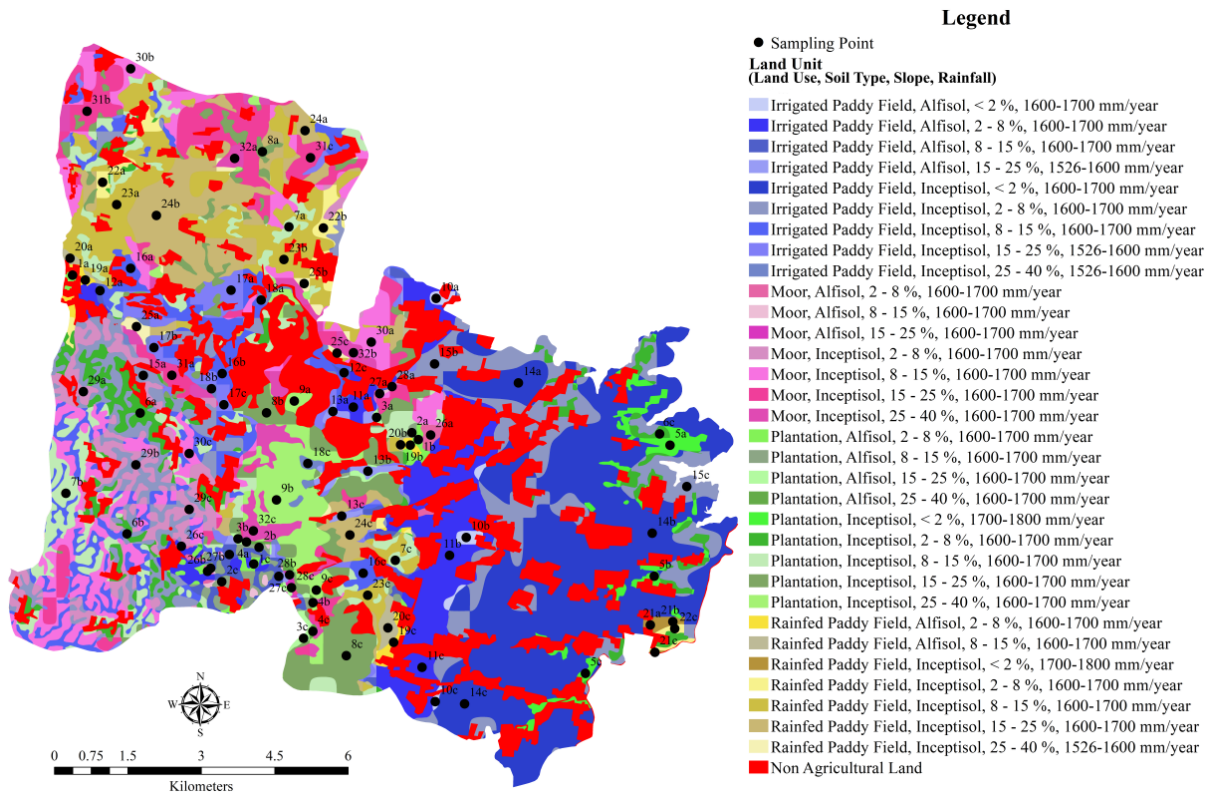 Legend
Sampling Point
Land Unit
(Land Use, Soil Type, Slope, Rainfall)
Irrigated Paddy Field, Alfisol, < 2 %, 1600-1700 mm/year
Irrigated Paddy Field, Alfisol, 2 - 8 %, 1600-1700 mm/year
Irrigated Paddy Field, Alfisol, 8 - 15 %, 1600-1700 mm/year
Irrigated Paddy Field, Alfisol, 15 - 25 %, 1526-1600 mm/year
Irrigated Paddy Field, Inceptisol, < 2 %, 1600-1700 mm/year
Irrigated Paddy Field, Inceptisol, 2 - 8 %, 1600-1700 mm/year
Irrigated Paddy Field, Inceptisol, 8 - 15 %, 1600-1700 mm/year
Irrigated Paddy Field, Inceptisol, 15 - 25 %, 1526-1600 mm/year
Irrigated Paddy Field, Inceptisol, 25 - 40 %, 1526-1600 mm/year
Moor, Alfisol, 2 - 8 %, 1600-1700 mm/year
Moor, Alfisol, 8 - 15 %, 1600-1700 mm/year
Moor, Alfisol, 15 - 25 %, 1600-1700 mm/year
Moor, Inceptisol, 2 - 8 %, 1600-1700 mm/year
Moor, Inceptisol, 8 - 15 %, 1600-1700 mm/year
Moor, Inceptisol, 15 - 25 %, 1600-1700 mm/year
Moor, Inceptisol, 25 - 40 %, 1600-1700 mm/year
Plantation, Alfisol, 2 - 8 %, 1600-1700 mm/year
Plantation, Alfisol, 8 - 15 %, 1600-1700 mm/year
Plantation, Alfisol, 15 - 25 %, 1600-1700 mm/year
Plantation, Alfisol, 25 - 40 %, 1600-1700 mm/year
Plantation, Inceptisol, < 2 %, 1700-1800 mm/year
Plantation, Inceptisol, 2 - 8 %, 1600-1700 mm/year
Plantation, Inceptisol, 8 - 15 %, 1600-1700 mm/year
Plantation, Inceptisol, 15 - 25 %, 1600-1700 mm/year
Plantation, Inceptisol, 25 - 40 %, 1600-1700 mm/year
Rainfed Paddy Field, Alfisol, 2 - 8 %, 1600-1700 mm/year
Rainfed Paddy Field, Alfisol, 8 - 15 %, 1600-1700 mm/year
Rainfed Paddy Field, Inceptisol, < 2 %, 1700-1800 mm/year
Rainfed Paddy Field, Inceptisol, 2 - 8 %, 1600-1700 mm/year
Rainfed Paddy Field, Inceptisol, 8 - 15 %, 1600-1700 mm/year
Rainfed Paddy Field, Inceptisol, 15 - 25 %, 1600-1700 mm/year
Rainfed Paddy Field, Inceptisol, 25 - 40 %, 1526-1600 mm/year
Non Agricultural Land
30b
31b
24a
32a
8a
31c
22a
23a
24b
7a
22b
20a
1a
19a
12a
16a
23b
25b
17a
18a
10a
25a
17b
30a
25c
32b
15b
15a
31a
16b
12c
14a
29a
18b
27a
28a
17c
9a
6a
8b
13a
11a
3a
2a
26a
20b
1b
19b
6c
5a
30c
29b
18c
13b
7b
9b
15c
29c
13c
6b
32c
24c
10b
14b
26c
3b
2b
11b
7c
27b
4a
1c
16c
26b
2c
28b
28c
5b
27c
9c
23c
4b
21a
21b
22c
4c
20c
3c
19c
21c
8c
11c
5c
10c
14c
N
W E
S
0 0.75 1.5 3 4.5 6
Kilometers